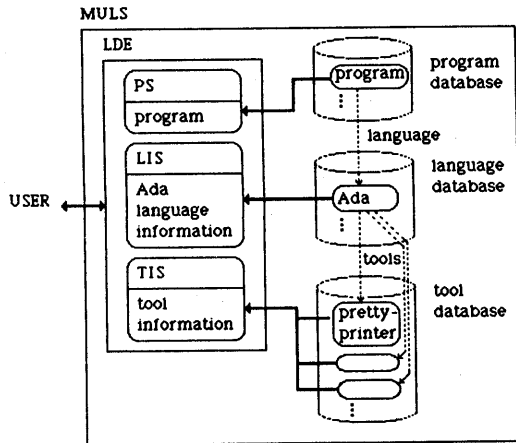 MULS
LDE
PS
program
LIS
Ada
language
information
TIS
tool
information
USER
program
program
database
language
language
database
Ada
tools
tool
database
pretty-
printer